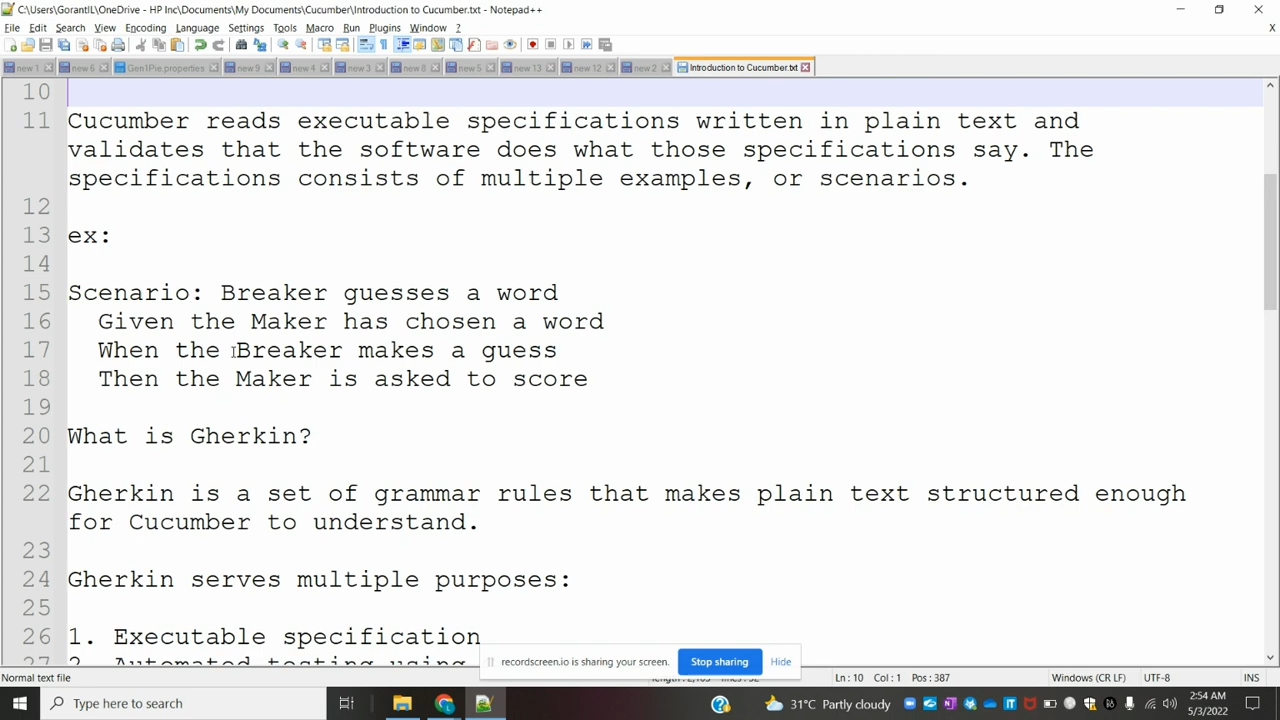 C:\Users\GorantIL\OneDrive - HP Inc\Documents\My Documents\Cucumber\Introduction to Cucumber.txt - Notepad++
File Edit Search View Encoding Language Settings Tools Macro Run Plugins Window ?
X
new 1 new 6 Gen1Pie.properties new 9 new 4 new 3 new 8 new 5 new 13 new 12 new 2 Introduction to Cucumber.txt
10
11 Cucumber reads executable specifications written in plain text and
validates that the software does what those specifications say. The
specifications consists of multiple examples, or scenarios.
12
13 ex:
14
15 Scenario: Breaker guesses a word
16 Given the Maker has chosen a word
17 When the Breaker makes a guess
18 Then the Maker is asked to score
19
20 What is Gherkin?
21
22 Gherkin is a set of grammar rules that makes plain text structured enough
for Cucumber to understand.
23
24 Gherkin serves multiple purposes:
25
26 1. Executable specification
27 2. Automated testing using
recordscreen.io is sharing your screen. Stop sharing Hide
Normal text file Ln : 10 Col : 1 Pos : 387 Windows (CR LF) UTF-8 INS
Type here to search 31°C Partly cloudy 2:54 AM
5/3/2022